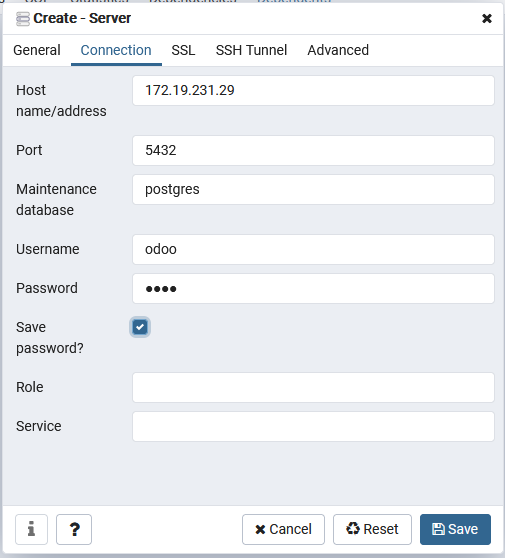 Create - Server
General Connection SSL SSH Tunnel Advanced
Host name/address 172.19.231.29
Port 5432
Maintenance database postgres
Username odoo
Password ••••
Save password?
Role
Service
i ? Cancel Reset Save